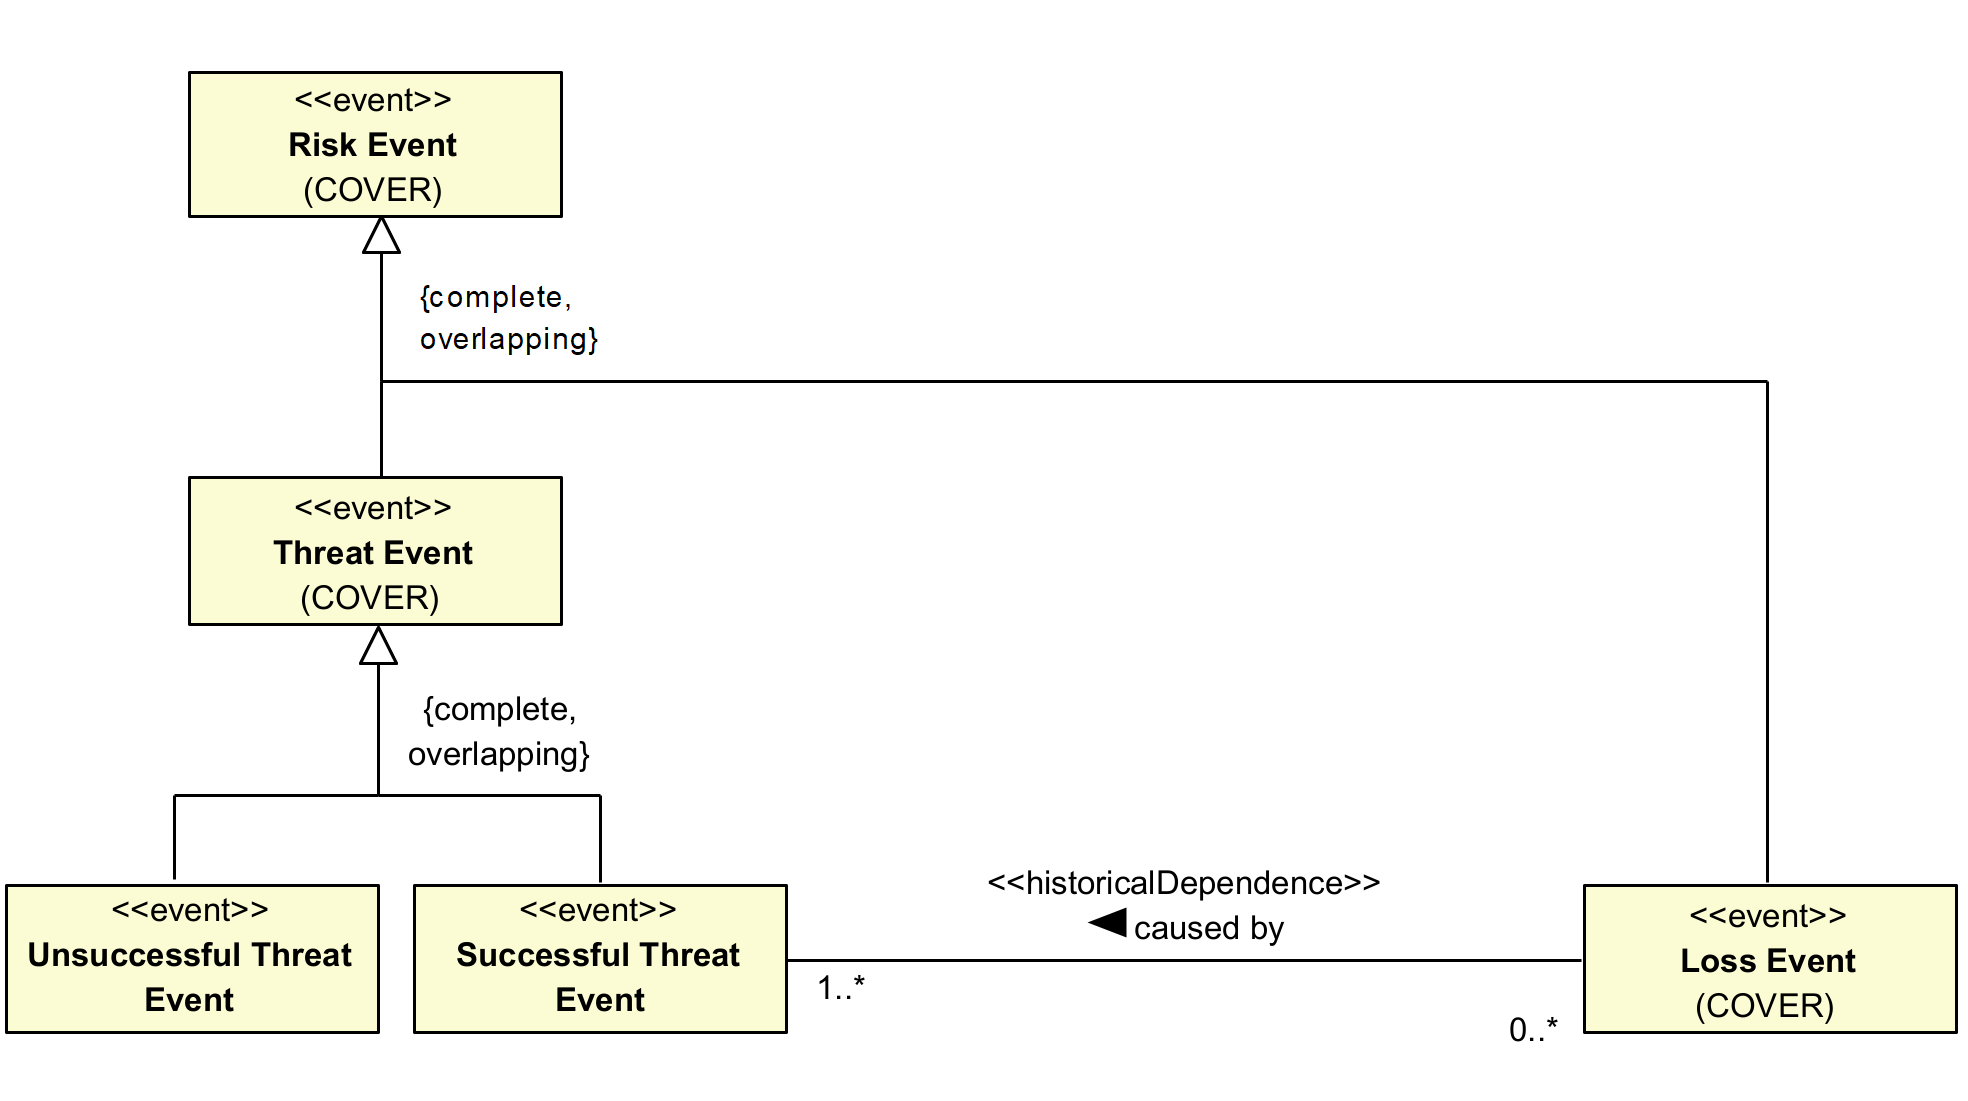 <<event>>
Risk Event
(COVER)
{complete,
overlapping}
<<event>>
Threat Event
(COVER)
{complete,
overlapping}
<<event>>
Unsuccessful Threat
Event
<<event>>
Successful Threat
Event
<<historicalDependence>>
caused by
1..*
0..*
<<event>>
Loss Event
(COVER)